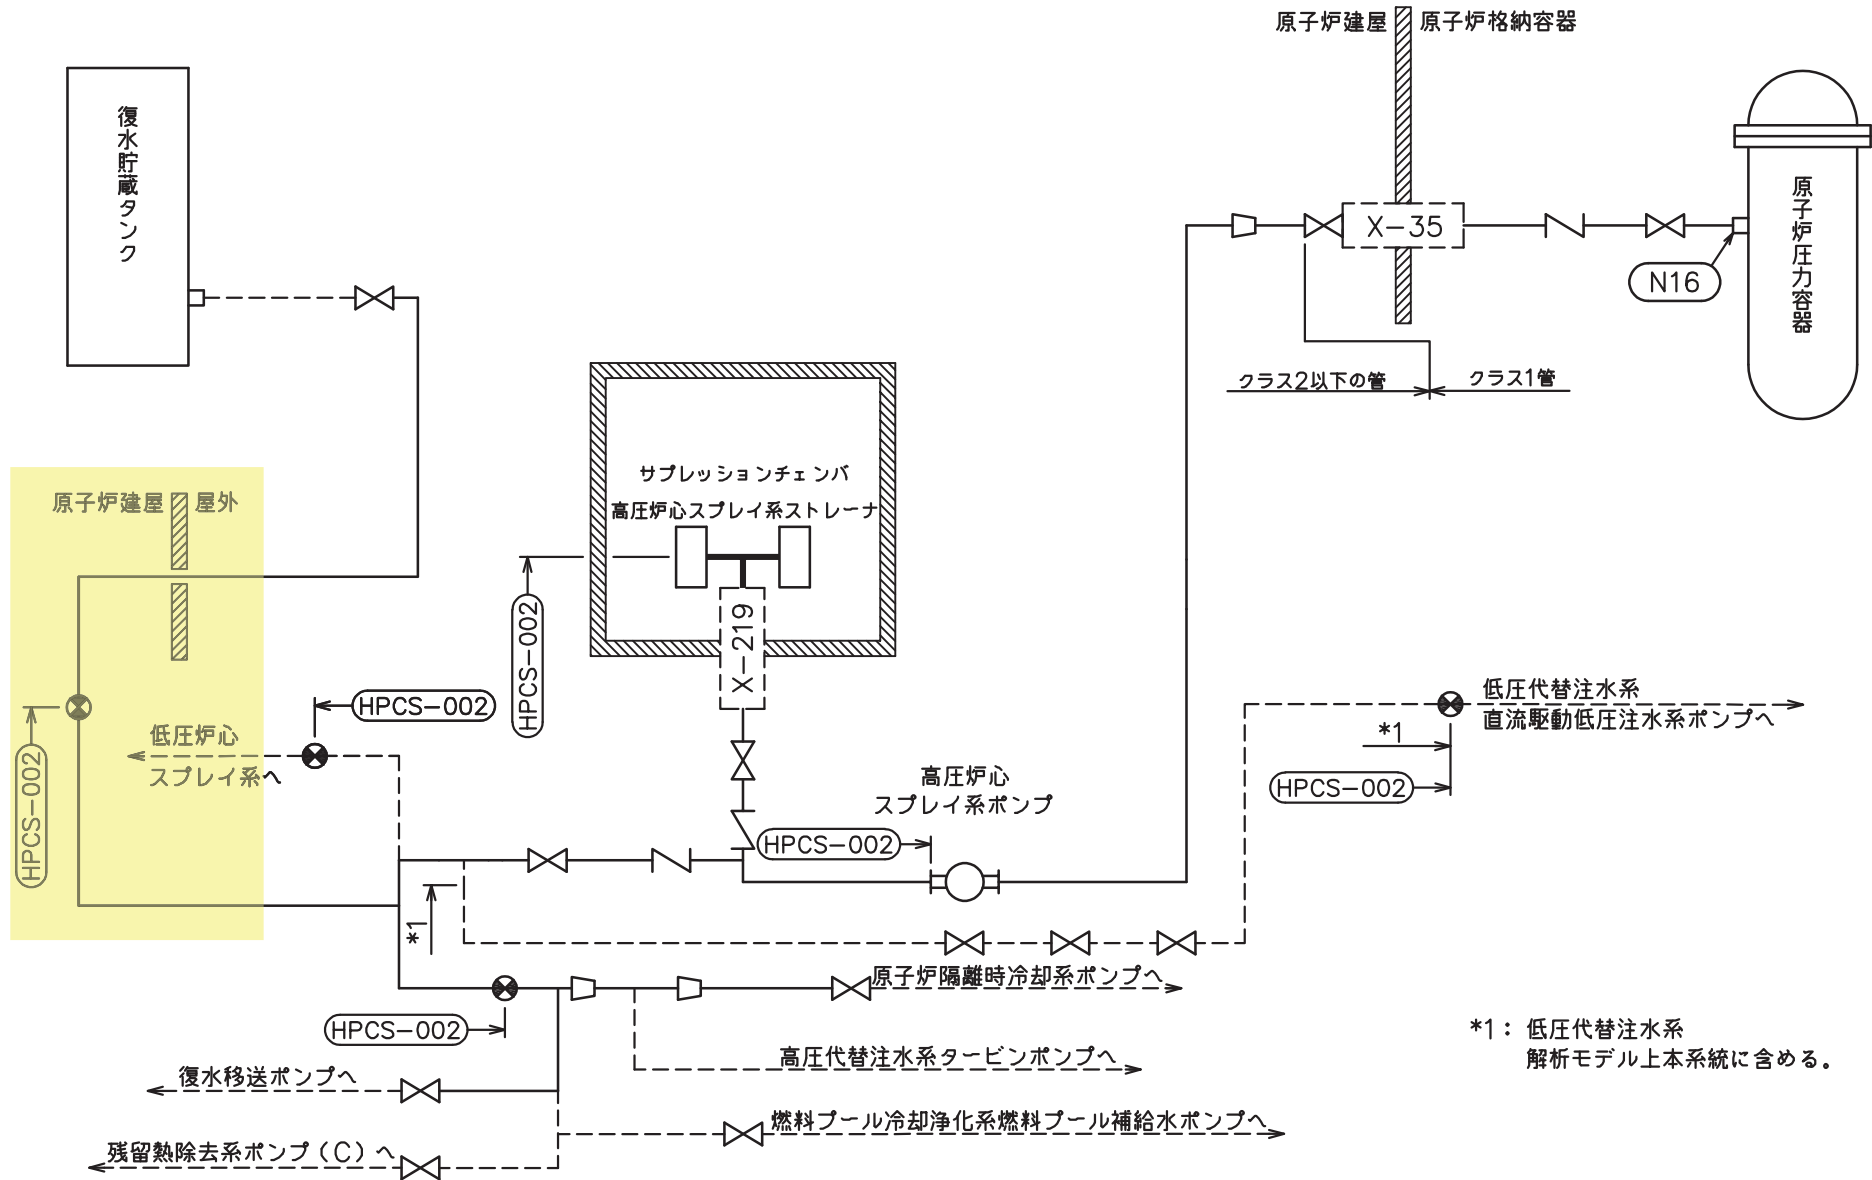 原子炉建屋
原子炉格納容器
復水貯蔵タンク
原子炉圧力容器
X-35
N16
クラス2以下の管
クラス1管
サプレッションチェンバ
高圧炉心スプレイ系ストレーナ
原子炉建屋
屋外
HPCS-002
X-219
HPCS-002
HPCS-002
低圧炉心
スプレイ系へ
低圧代替注水系
直流駆動低圧注水系ポンプへ
*1
HPCS-002
高圧炉心
スプレイ系ポンプ
HPCS-002
*1
原子炉隔離時冷却系ポンプへ
HPCS-002
高圧代替注水系タービンポンプへ
*1: 低圧代替注水系
解析モデル上本系統に含める。
復水移送ポンプへ
燃料プール冷却浄化系燃料プール補給水ポンプへ
残留熱除去系ポンプ(C)へ